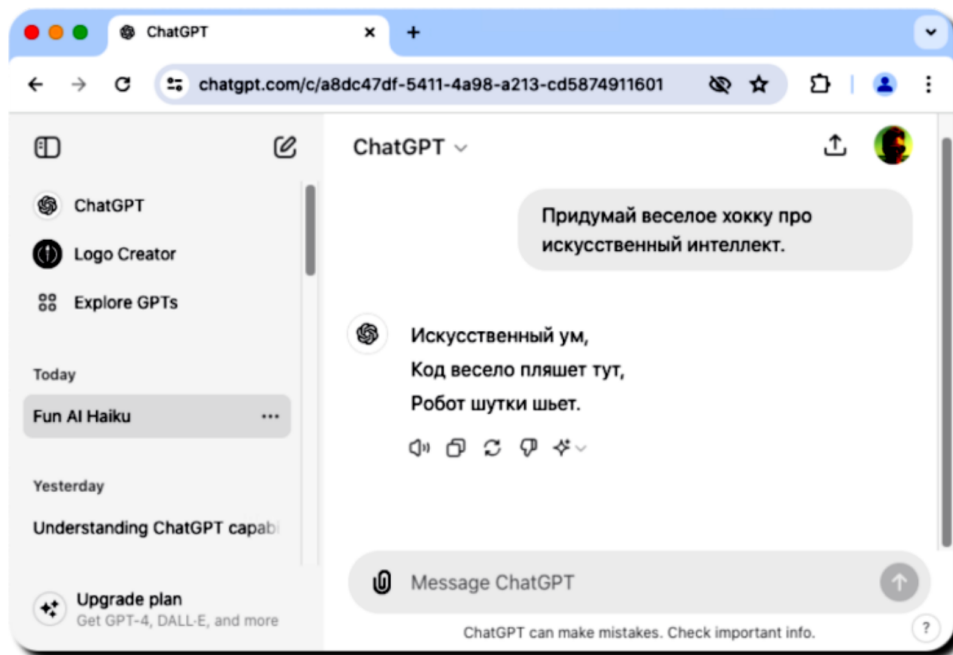 ChatGPT
chatgpt.com/c/a8dc47df-5411-4a98-a213-cd5874911601
ChatGPT
Logo Creator
Explore GPTs
Today
Fun AI Haiku
Yesterday
Understanding ChatGPT capabi
Upgrade plan
Get GPT-4, DALL·E, and more
ChatGPT
Придумай веселое хокку про
искусственный интеллект.
Искусственный ум,
Код весело пляшет тут,
Робот шутки шьет.
Message ChatGPT
ChatGPT can make mistakes. Check important info.
?